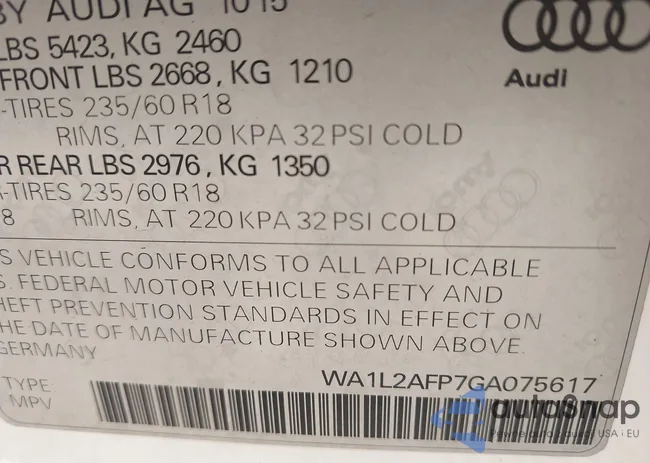 BY AUDI AG 10 15
LBS 5423, KG 2460
FRONT LBS 2668, KG 1210
-TIRES 235/60 R18
RIMS, AT 220 KPA 32 PSI COLD
R REAR LBS 2976, KG 1350
-TIRES 235/60 R18
8 RIMS, AT 220 KPA 32 PSI COLD
Audi
S VEHICLE CONFORMS TO ALL APPLICABLE
S. FEDERAL MOTOR VEHICLE SAFETY AND
HEFT PREVENTION STANDARDS IN EFFECT ON
THE DATE OF MANUFACTURE SHOWN ABOVE.
GERMANY
TYPE:
MPV
WA1L2AFP7GA075617
autoSnap
USA i EU